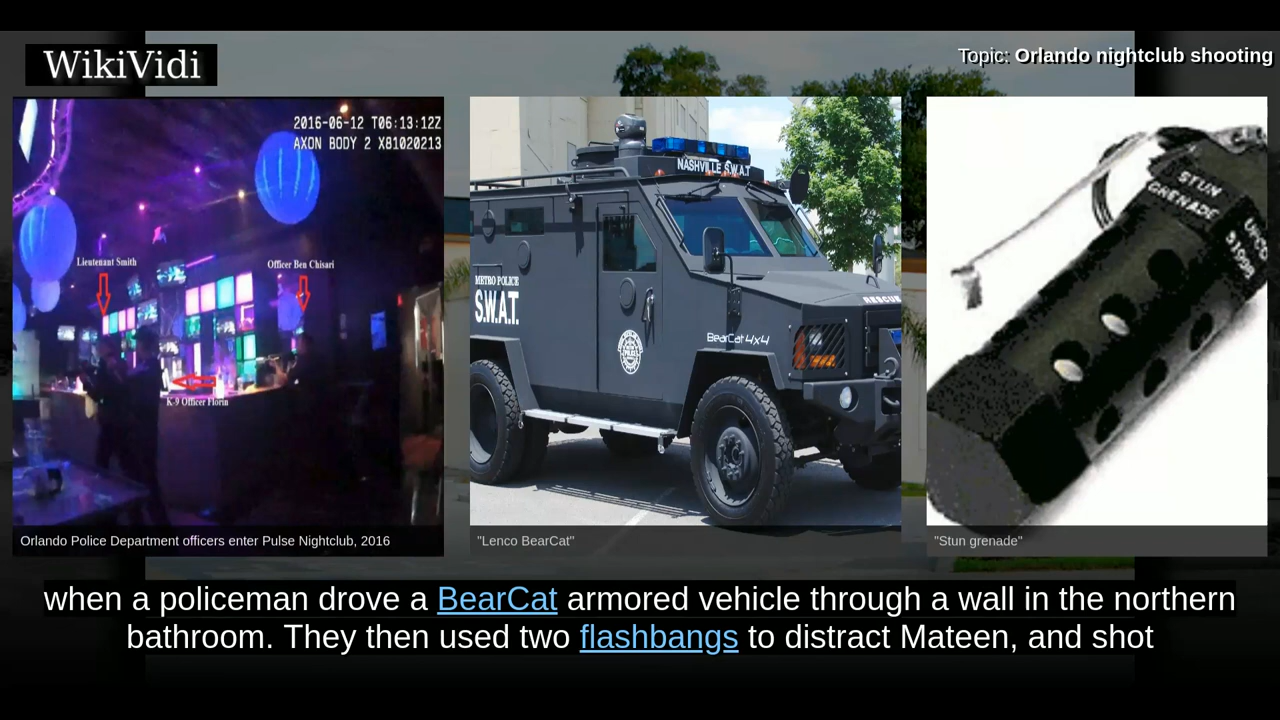 WikiVidi
Topic: Orlando nightclub shooting
2016-06-12 T06:13:12Z
AXON BODY 2 X81020213
Lieutenant Smith
Officer Ben Chisari
K-9 Officer Florin
Orlando Police Department officers enter Pulse Nightclub, 2016
NASHVILLE S.W.A.T.
METRO POLICE
S.W.A.T.
RESCUE
BearCat 4x4
"Lenco BearCat"
STUN
GRENADE
"Stun grenade"
when a policeman drove a BearCat armored vehicle through a wall in the northern
bathroom. They then used two flashbangs to distract Mateen, and shot